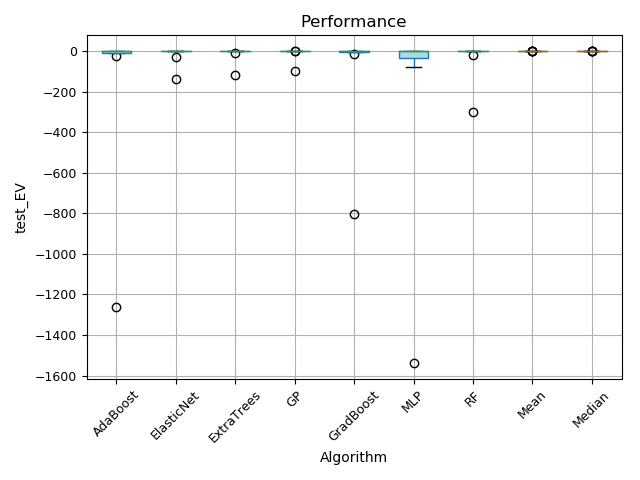 Performance
test_EV
0
−200
−400
−600
−800
−1000
−1200
−1400
−1600
AdaBoost
ElasticNet
ExtraTrees
GP
GradBoost
MLP
RF
Mean
Median
Algorithm